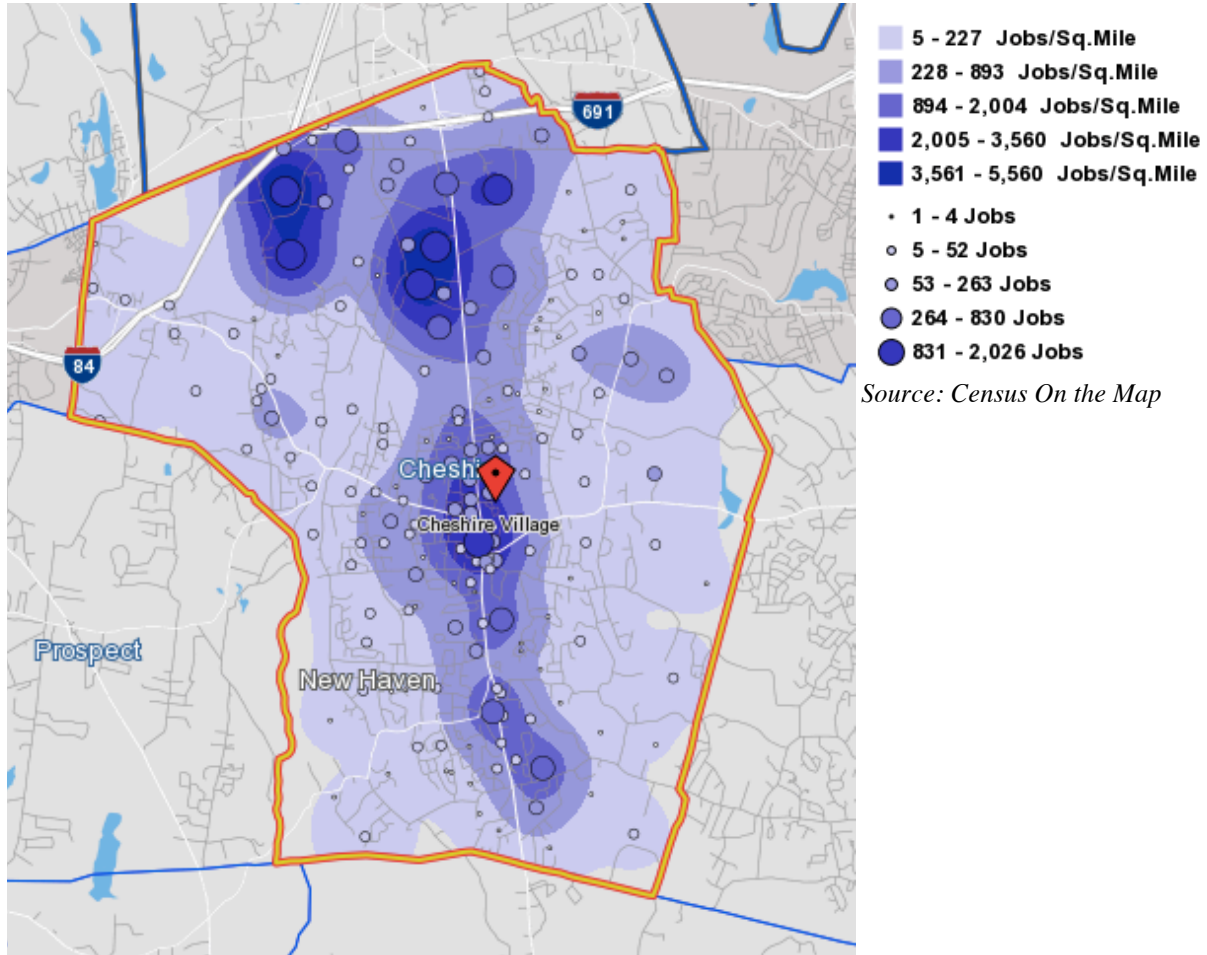 691
84
Cheshi
Cheshire Village
Prospect
New Haven
5 - 227 Jobs/Sq.Mile
228 - 893 Jobs/Sq.Mile
894 - 2,004 Jobs/Sq.Mile
2,005 - 3,560 Jobs/Sq.Mile
3,561 - 5,560 Jobs/Sq.Mile
1 - 4 Jobs
5 - 52 Jobs
53 - 263 Jobs
264 - 830 Jobs
831 - 2,026 Jobs
Source: Census On the Map